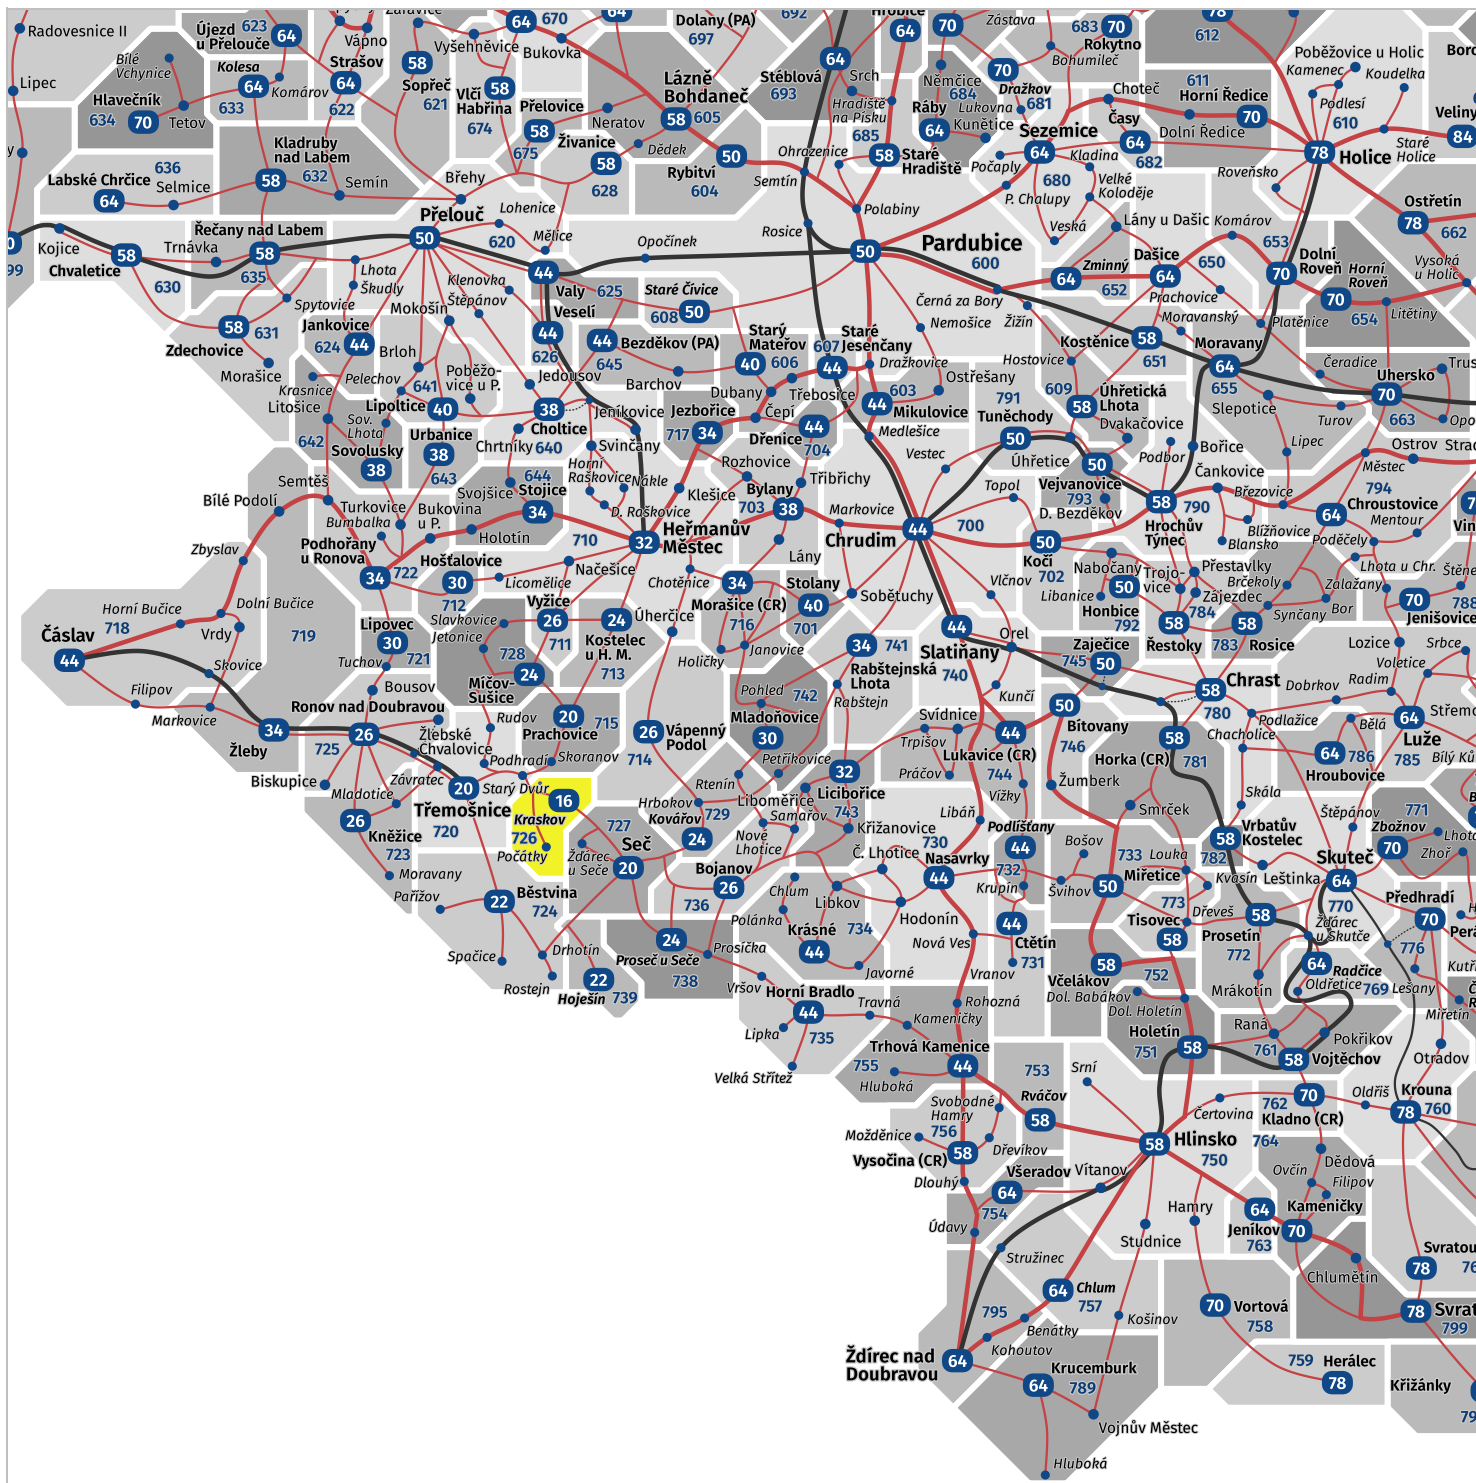 Radovesnice II
Lipec
Bílé
Vchynice
Hlavečník
634
70
Tetov
Újezd
u Přelouče
623
64
Kolesa
64
633
Komárov
Vápno
Strašov
64
622
58
Sopřeč
621
Vyšehněvice
Vlčí
Habřina
58
674
64
670
Bukovka
64
Přelovice
58
675
Neratov
Živanice
58
628
Dědek
Dolany (PA)
697
Lázně
Bohdaneč
58
605
50
Rybitví
604
692
Stéblová
693
64
Srch
Hradiště
na Písku
685
Ohrazenice
58
Staré
Hradiště
Semtín
Hrobice
64
70
Němčice
684
Ráby
64
Kunětice
Lukovna
Zástava
70
Dražkov
681
683
70
Rokytno
Bohumileč
78
612
611
Horní Ředice
70
Choteč
Časy
64
682
Dolní Ředice
Poběžovice u Holic
Kamenec
Koudelka
Podlesí
610
Veliny
84
Staré
Holice
78
Holice
Roveňsko
Sezemice
64
Kladina
680
Počaply
P. Chalupy
Velké
Koloděje
Veská
Lány u Dašic
Komárov
Ostřetín
78
662
Vysoká
u Holic
Kladruby
nad Labem
58
632
Semín
636
Selmice
Labské Chrčice
64
Břehy
Přelouč
50
Lohenice
620
Mělice
Kojice
Chvaletice
58
630
Trnávka
Řečany nad Labem
58
635
Lhota
Škudly
Spytovice
58
631
Zdechovice
Morašice
Jankovice
624
44
Klenovka
Štěpánov
Mokošín
44
Valy
625
Veselí
44
626
Opočínek
Rosice
Polabiny
50
Pardubice
600
Staré Čívice
608
50
44
Bezděkov (PA)
645
Barchov
Starý
Mateřov
40
606
Dubany
Čepí
607
44
Staré
Jesenčany
Dražkovice
Třebosice
Dřenice
44
704
603
44
Mikulovice
Medlešice
Ostřešany
Nemošice
Černá za Bory
Žižín
Zminný
64
652
Dašice
64
650
Prachovice
Moravanský
653
Dolní
Roveň
70
Horní
Roveň
70
654
Litětiny
Platěnice
Kostěnice
58
651
Moravany
64
655
Hostovice
609
Úhřetická
Lhota
58
Dvakačovice
Čeradice
Uhersko
70
663
Slepotice
Turov
Lipec
Ostrov
791
Tuněchody
50
Úhřetice
50
Vejvanovice
793
D. Bezděkov
Bořice
Podbor
Čankovice
Březovice
Městec
794
Chroustovice
64
Mentour
Poděčely
Lhota u Chr.
58
Hrochův
Týnec
790
Blížňovice
Blansko
Krasnice
Litošice
Pelechov
Brloh
641
Lipoltice
40
Poběžo-
vice u P.
Jedousov
38
Choltice
640
Jeníkovice
Svinčany
Chrtníky
Urbanice
38
643
642
Sov.
Lhota
Sovolusky
38
644
Stojice
34
Svojšice
Bukovina
u P.
Horní
Raškovice
Nákle
D. Raškovice
Holotín
Jezbořice
717
34
Rozhovice
Bylany
703
38
Třibřichy
Klešice
32
Heřmanův
Městec
710
Načešice
Markovice
Chrudim
44
700
Vestec
Topol
50
Kočí
702
Vlčnov
Lány
Stolany
40
701
Sobětuchy
Bílé Podolí
Semtěš
Turkovice
Bumbalka
Podhořany
u Ronova
34
722
Hošťalovice
30
712
Licomělice
Zbyslav
Horní Bučice
718
Čáslav
44
Dolní Bučice
Vrdy
719
Skovice
Filipov
Markovice
34
Žleby
Lipovec
30
721
Tuchov
Bousov
Ronov nad Doubravou
26
725
Biskupice
Mladotice
Závratec
26
Kněžice
723
Moravany
Pařížov
Slavkovice
Jetonice
728
24
Míčov-
Sušice
Rudov
Vyžice
26
711
24
Kostelec
u H. M.
713
20
Prachovice
715
Skoranov
Podhradí
Žlebské
Chvalovice
20
Třemošnice
720
Starý Dvůr
16
Kraskov
726
Počátky
22
Běstvina
724
Spačice
Rostejn
Drhotín
22
Hoješín
739
727
Seč
20
Žďárec
u Seče
Úherčice
Chotěnice
34
Morašice (CR)
716
Holičky
Janovice
26
Vápenný
Podol
714
Hrbokov
Kovářov
24
729
Rtenín
Pohled
742
Mladoňovice
30
Petříkovice
34
Rabštejnská
Lhota
741
Rabštejn
Liboměřice
Samařov
Nové
Lhotice
32
Licibořice
743
Křižanovice
Bojanov
26
736
24
Proseč u Seče
738
Prosíčka
Vršov
Chlum
Polánka
Libkov
Krásné
44
734
Javorné
Č. Lhotice
Hodonín
730
Nasavrky
44
Libáň
Nová Ves
Horní Bradlo
44
735
Lipka
Velká Střítež
Travná
Kameničky
Rohozná
Vranov
755
Hluboká
Trhová Kamenice
44
44
Slatiňany
740
Orel
Kunčí
Svídnice
Trpišov
Práčov
44
Lukavice (CR)
744
Vížky
Podlíšťany
44
732
Krupín
44
Ctětín
731
Nabočany
50
Honbice
792
Libanice
Trojo-
vice
Přestavlky
Zájezdec
784
58
Řestoky
Brčekoly
Synčany
783
58
Rosice
Bor
Zalažany
70
Jenišovice
788
Zaječice
745
50
58
Chrast
780
50
Bítovany
746
Žumberk
58
Horka (CR)
781
Smrček
Podlažice
Chacholice
Skála
Dobrkov
Lozice
Radim
Voletice
Srbce
64
Luže
785
Bělá
64
786
Hroubovice
Štěpánov
771
Zbožnov
70
Zhoř
Bošov
Švihov
733
Louka
Miřetice
58
773
Dřeveš
Kvasín
782
58
Vrbatův
Kostelec
Leštinka
Skuteč
64
770
Předhradí
70
776
Tisovec
58
58
Prosetín
772
Mrákotín
Žďárec
u Skutče
64
Radčice
769
Oldřetice
Lešany
Miřetín
58
Včelákov
752
Dol. Babákov
Dol. Holetín
Holetín
751
58
Raná
761
58
Vojtěchov
Pokřikov
Otradov
753
Rváčov
58
Srní
58
Hlinsko
750
Čertovina
762
70
Kladno (CR)
764
Oldřiš
Krouna
78
760
Svobodné
Hamry
756
Možděnice
58
Vysočina (CR)
Dřevíkov
Dlouhý
Údavy
Všeradov
64
754
Vítanov
Hamry
Studnice
Ovčín
Dědová
Filipov
64
Jeníkov
763
Kameničky
70
Chlumětín
78
78
799
Stružinec
64
Chlum
757
795
Benátky
Kohoutov
Košinov
70
Vortová
758
Ždírec nad
Doubravou
64
Krucemburk
64
789
Vojnův Městec
Hluboká
759
Herálec
78
Křižánky